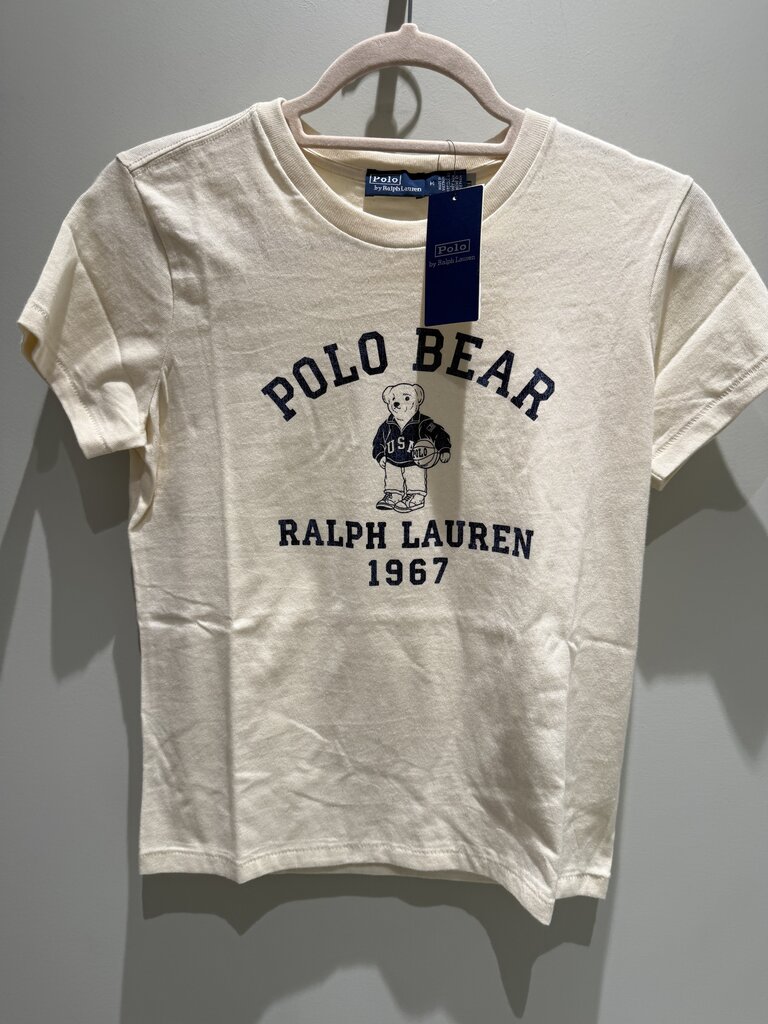 Polo
by Ralph Lauren
Polo
by Ralph Lauren
POLO BEAR
USA
POLO
RALPH LAUREN
1967